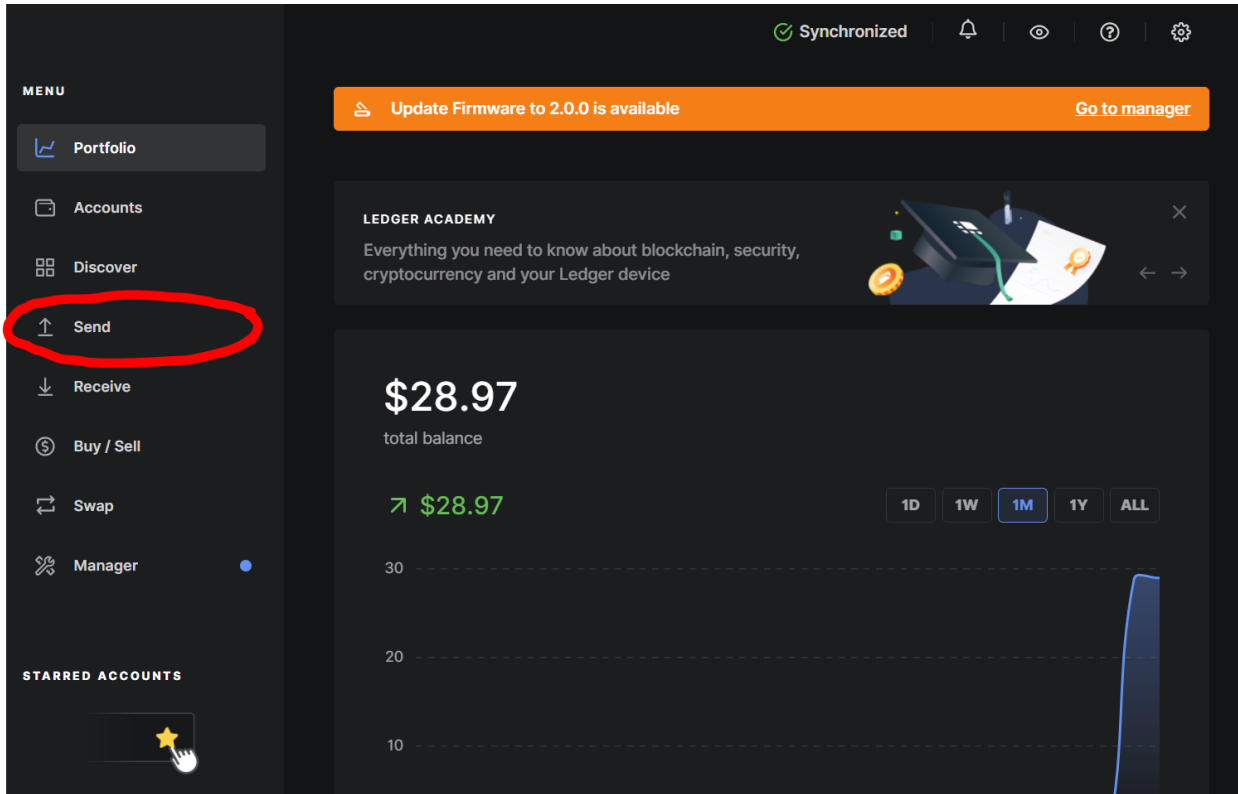 Synchronized
MENU
Update Firmware to 2.0.0 is available
Go to manager
Portfolio
Accounts
Discover
Send
Receive
Buy / Sell
Swap
Manager
STARRED ACCOUNTS
LEDGER ACADEMY
Everything you need to know about blockchain, security,
cryptocurrency and your Ledger device
$28.97
total balance
$28.97
1D 1W 1M 1Y ALL
30
20
10